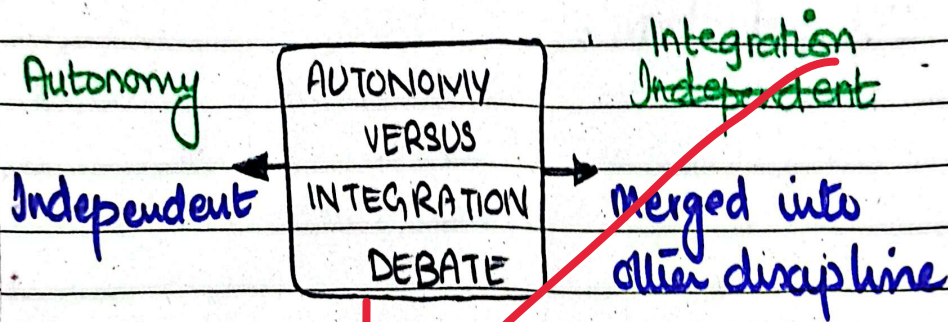 Integration
Autonomy
AUTONOMY
Independent
VERSUS
Independent
INTEGRATION
Merged into
DEBATE
other discipline